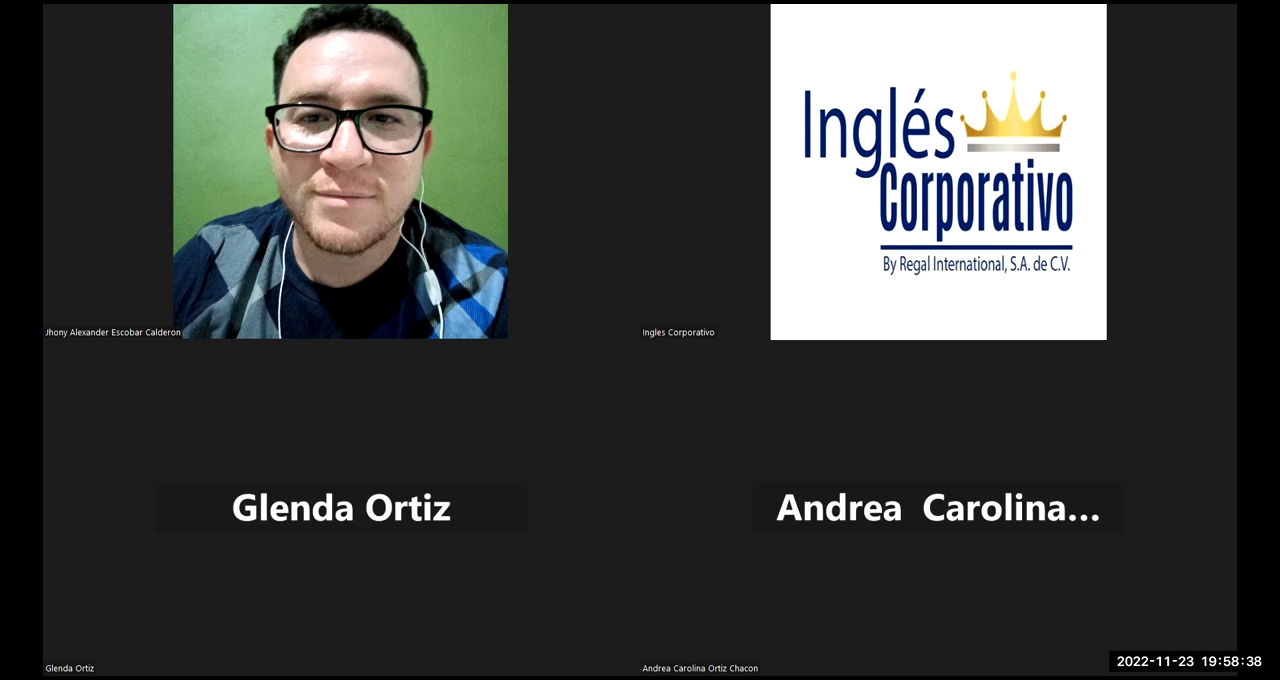 Inglés
Corporativo
By Regal International, S.A. de C.V.
Jhony Alexander Escobar Calderon
Ingles Corporativo
Glenda Ortiz
Andrea Carolina...
Glenda Ortiz
Andrea Carolina Ortiz Chacon
2022-11-23 19:58:38